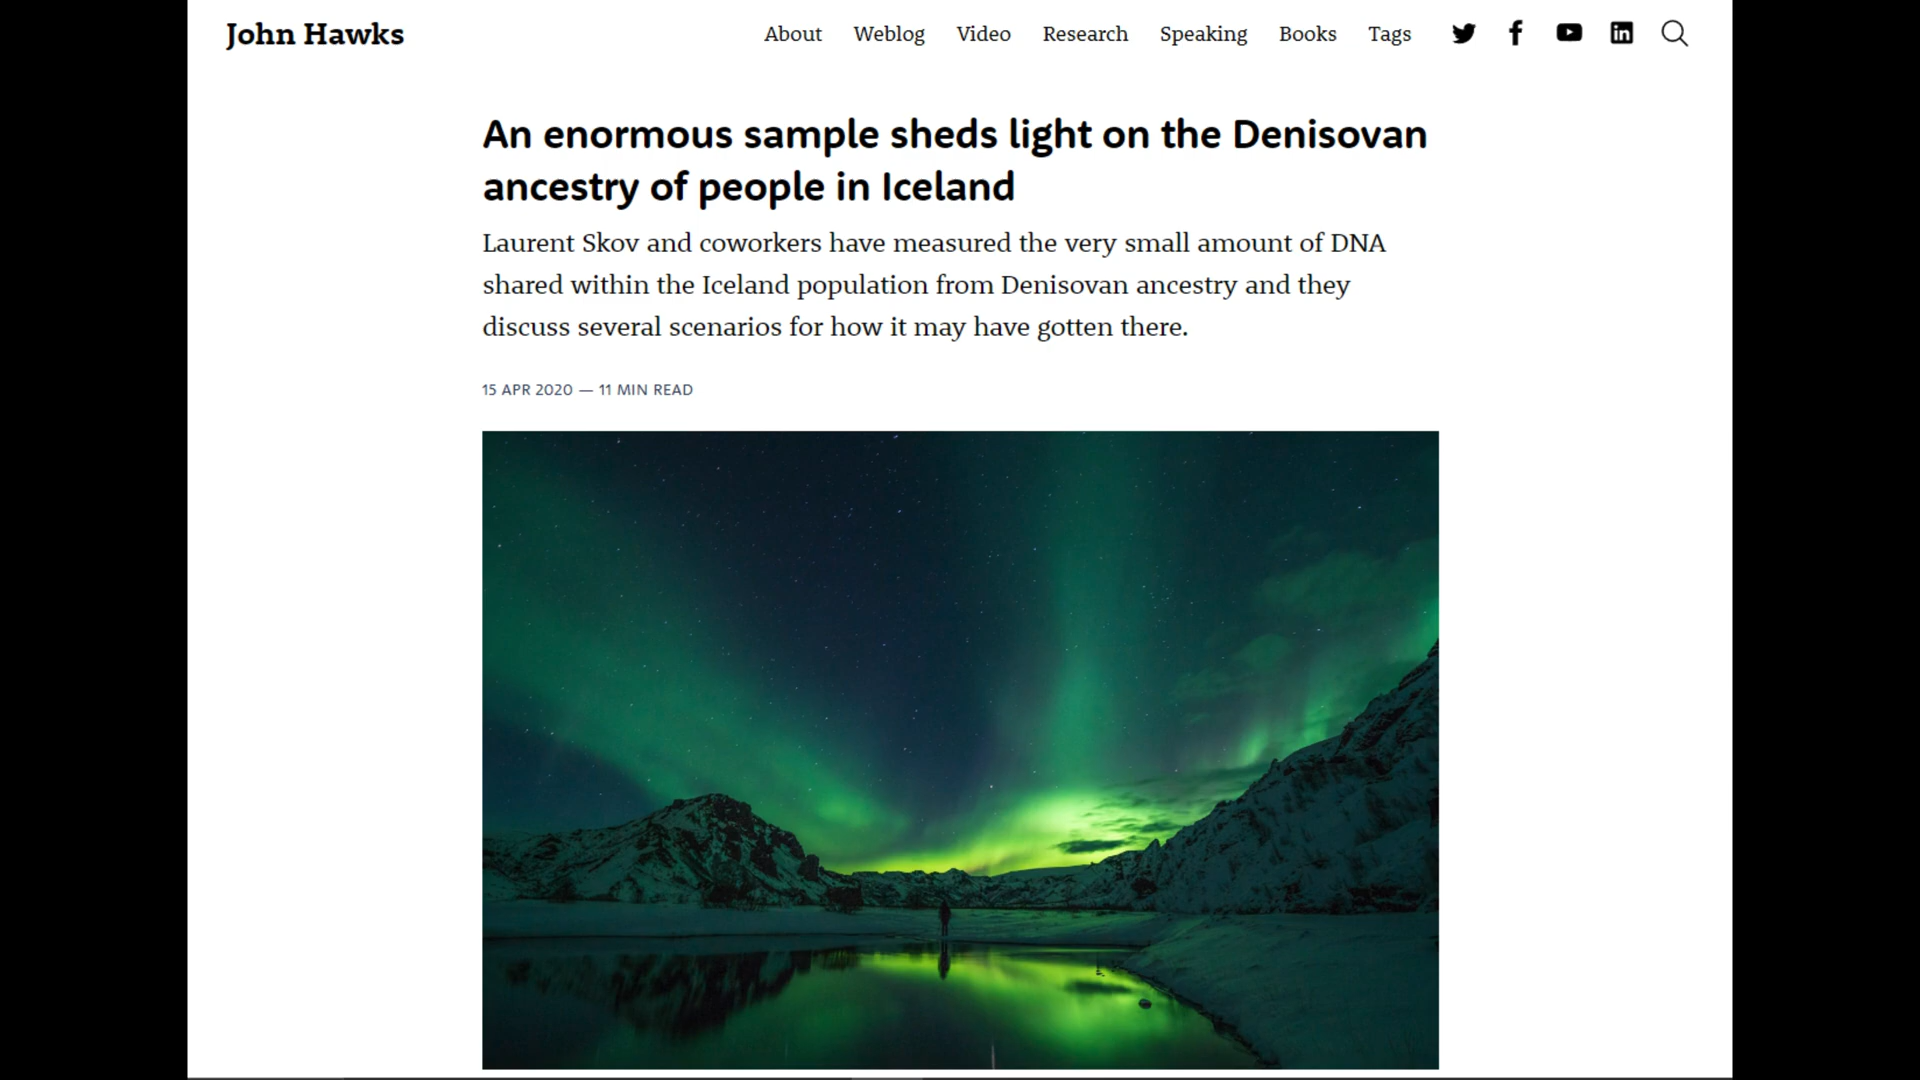 John Hawks
About Weblog Video Research Speaking Books Tags
An enormous sample sheds light on the Denisovan
ancestry of people in Iceland
Laurent Skov and coworkers have measured the very small amount of DNA
shared within the Iceland population from Denisovan ancestry and they
discuss several scenarios for how it may have gotten there.
15 APR 2020 — 11 MIN READ